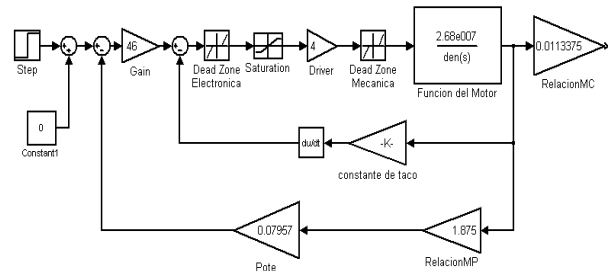 Step
0
Constant1
46
Gain
Dead Zone
Electronica
Saturation
4
Driver
Dead Zone
Mecanica
2.68e007
den(s)
Funcion del Motor
0.0113375
RelacionMC
du/dt
-K-
constante de taco
0.07957
Pote
1.875
RelacionMP